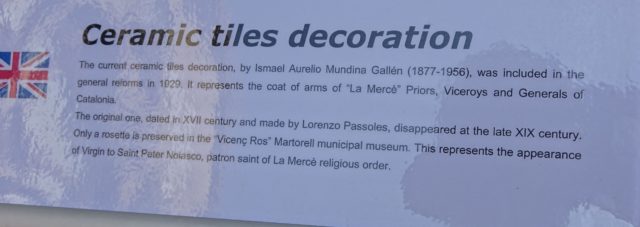 Ceramic tiles decoration
The current ceramic tiles decoration, by Ismael Aurelio Mundina Gallén (1877-1956), was included in the
general reforms in 1929. It represents the coat of arms of "La Mercè" Priors, Viceroys and Generals of
Catalonia.
The original one, dated in XVII century and made by Lorenzo Passoles, disappeared at the late XIX century.
Only a rosette is preserved in the "Vicenç Ros" Martorell municipal museum. This represents the appearance
of Virgin to Saint Peter Nolasco, patron saint of La Mercè religious order.